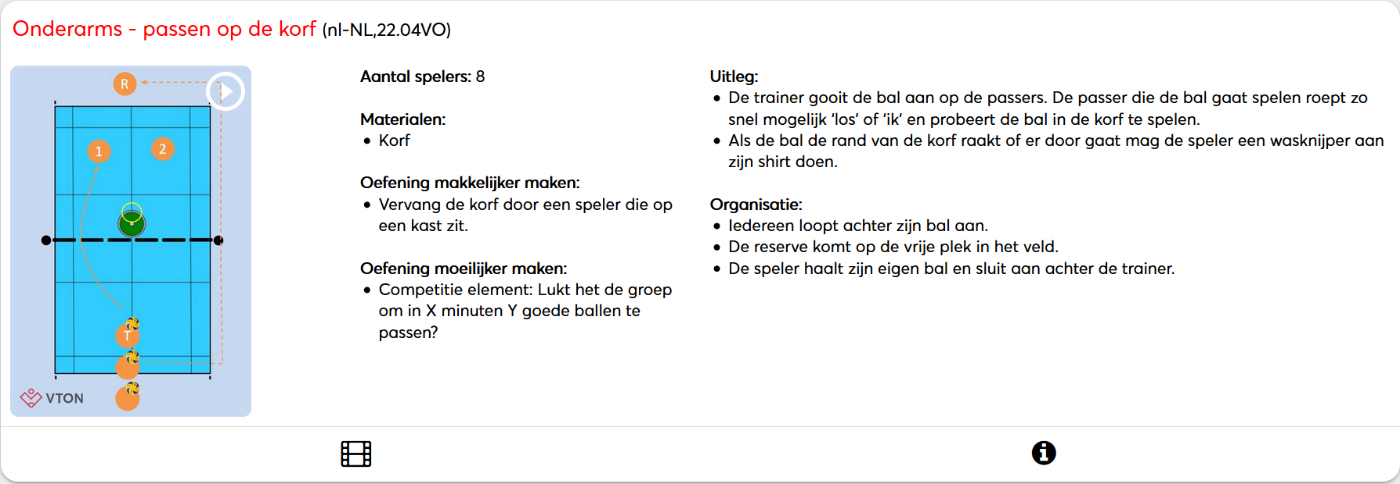 Onderarms - passen op de korf (nl-NL,22.04VO)
R
1
2
T
VTON
Aantal spelers: 8
Materialen:
• Korf
Oefening makkelijker maken:
• Vervang de korf door een speler die op
een kast zit.
Oefening moeilijker maken:
• Competitie element: Lukt het de groep
om in X minuten Y goede ballen te
passen?
Uitleg:
• De trainer gooit de bal aan op de passers. De passer die de bal gaat spelen roept zo
snel mogelijk ‘los’ of ‘ik’ en probeert de bal in de korf te spelen.
• Als de bal de rand van de korf raakt of er door gaat mag de speler een wasknijper aan
zijn shirt doen.
Organisatie:
• Iedereen loopt achter zijn bal aan.
• De reserve komt op de vrije plek in het veld.
• De speler haalt zijn eigen bal en sluit aan achter de trainer.